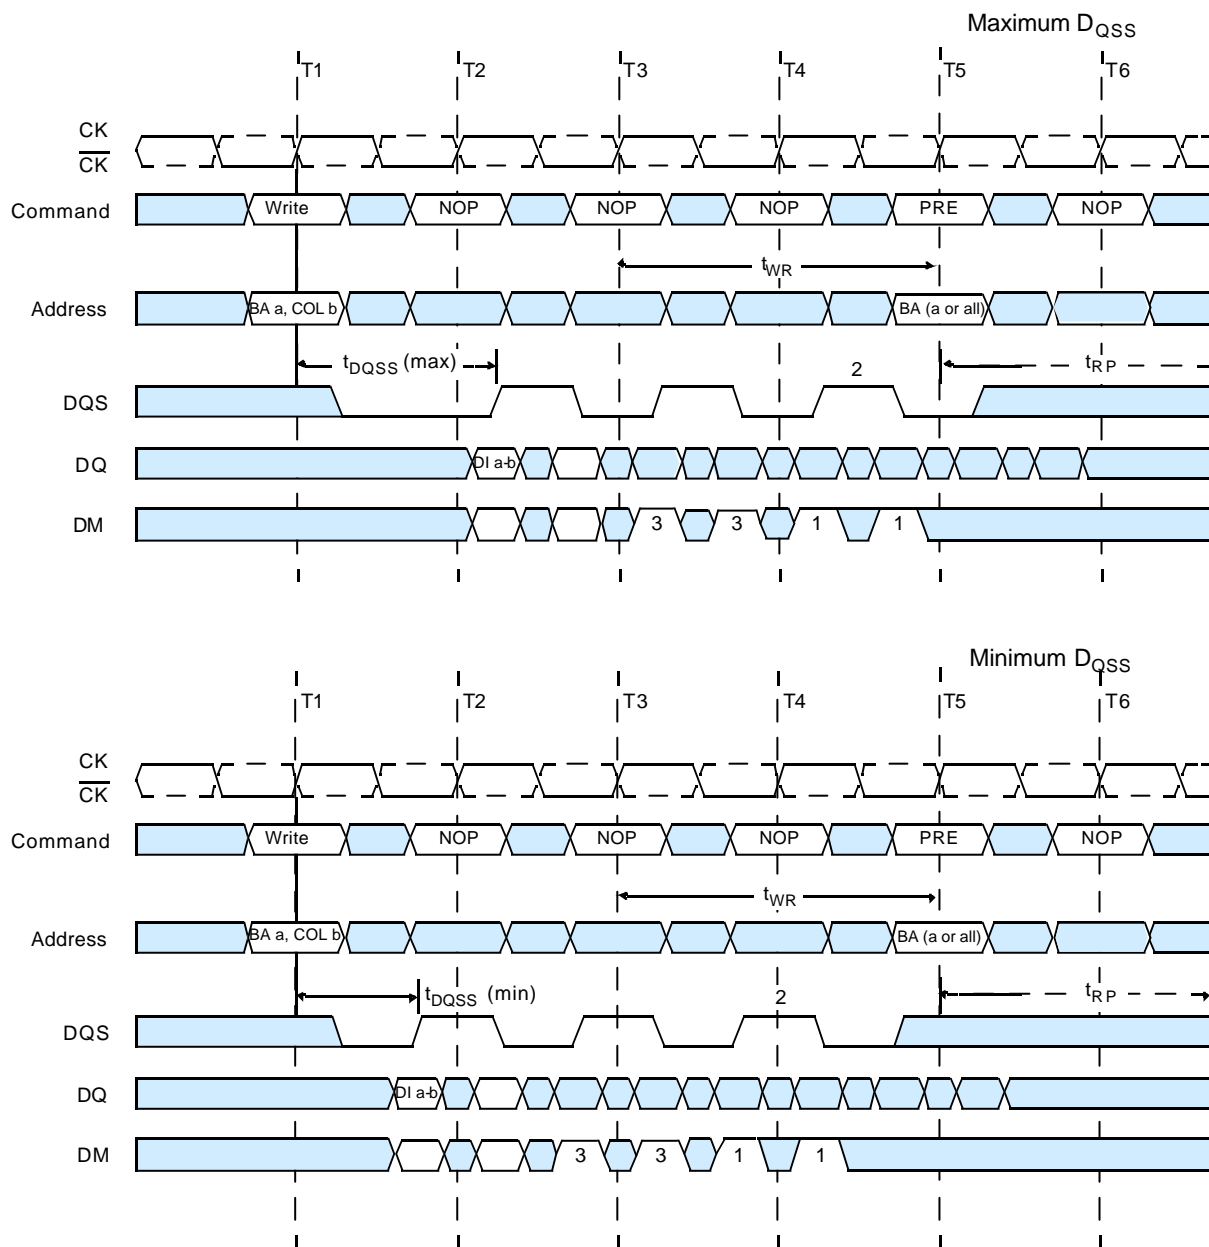 Maximum DQSS
T1 T2 T3 T4 T5 T6
CK
CK
Command Write NOP NOP NOP PRE NOP
tWR
Address BA a, COL b BA (a or all)
tDQSS (max) 2 tRP
DQS
DQ DI a-b
DM 3 3 1 1
Minimum DQSS
T1 T2 T3 T4 T5 T6
CK
CK
Command Write NOP NOP NOP PRE NOP
tWR
Address BA a, COL b BA (a or all)
tDQSS (min) 2 tRP
DQS
DQ DI a-b
DM 3 3 1 1